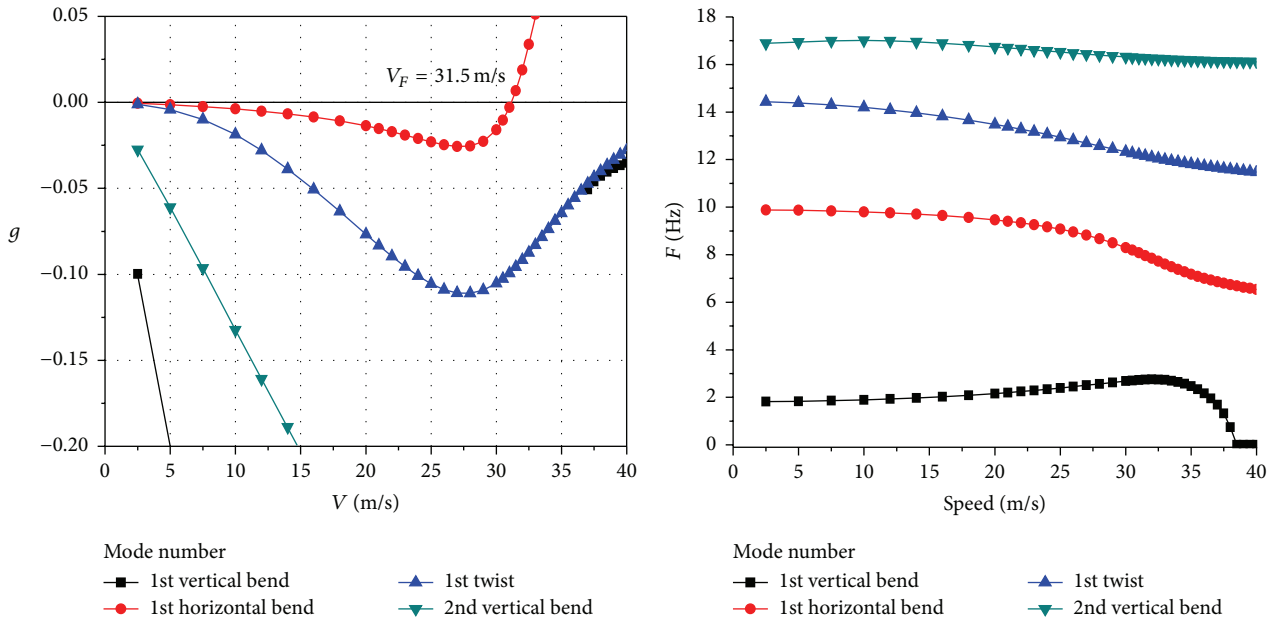 0.05
0.00
−0.05
−0.10
−0.15
−0.20
g
V_F = 31.5 m/s
0 5 10 15 20 25 30 35 40
V (m/s)
Mode number
1st vertical bend 1st twist
1st horizontal bend 2nd vertical bend
18
16
14
12
10
8
6
4
2
0
F (Hz)
0 5 10 15 20 25 30 35 40
Speed (m/s)
Mode number
1st vertical bend 1st twist
1st horizontal bend 2nd vertical bend